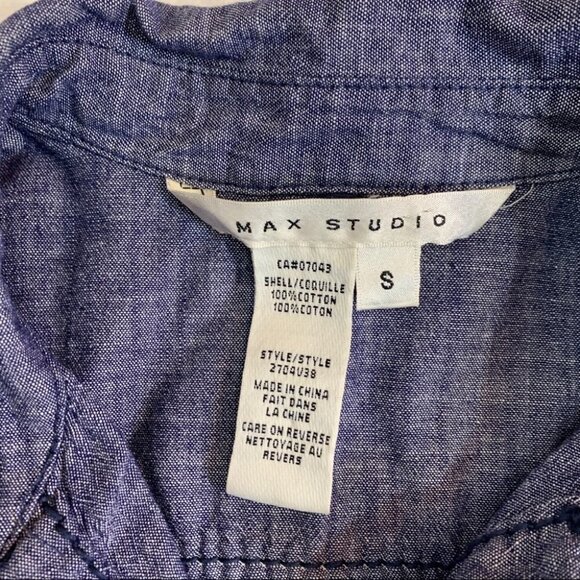 MAX STUDIO
S
CA#07043
SHELL/COQUILLE
100%COTTON
100%COTON
STYLE/STYLE
2704U38
MADE IN CHINA
FAIT DANS
LA CHINE
CARE ON REVERSE
NETTOYAGE AU
REVERS